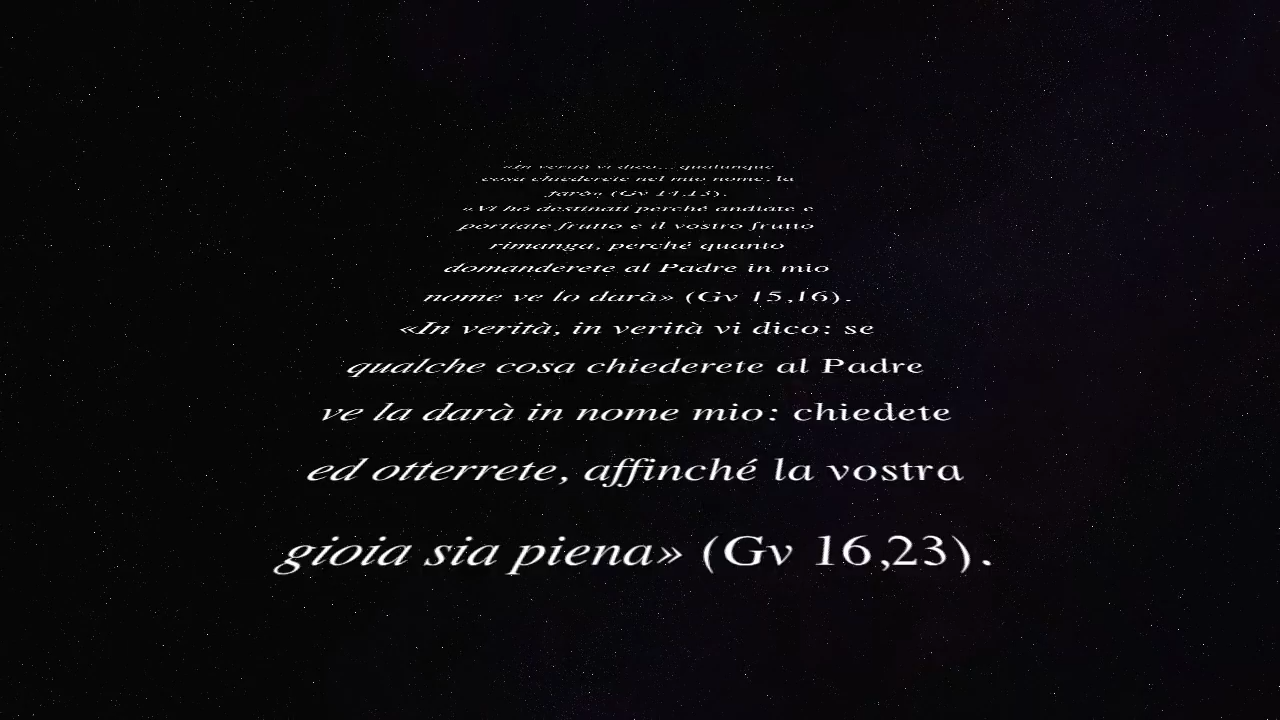 «In verità vi dico... qualunque
cosa chiederete nel mio nome, la
farò» (Gv 14,13).
«Vi ho destinati perché andiate e
portiate frutto e il vostro frutto
rimanga, perché quanto
domanderete al Padre in mio
nome ve lo darà» (Gv 15,16).
«In verità, in verità vi dico: se
qualche cosa chiederete al Padre
ve la darà in nome mio: chiedete
ed otterrete, affinché la vostra
gioia sia piena» (Gv 16,23).